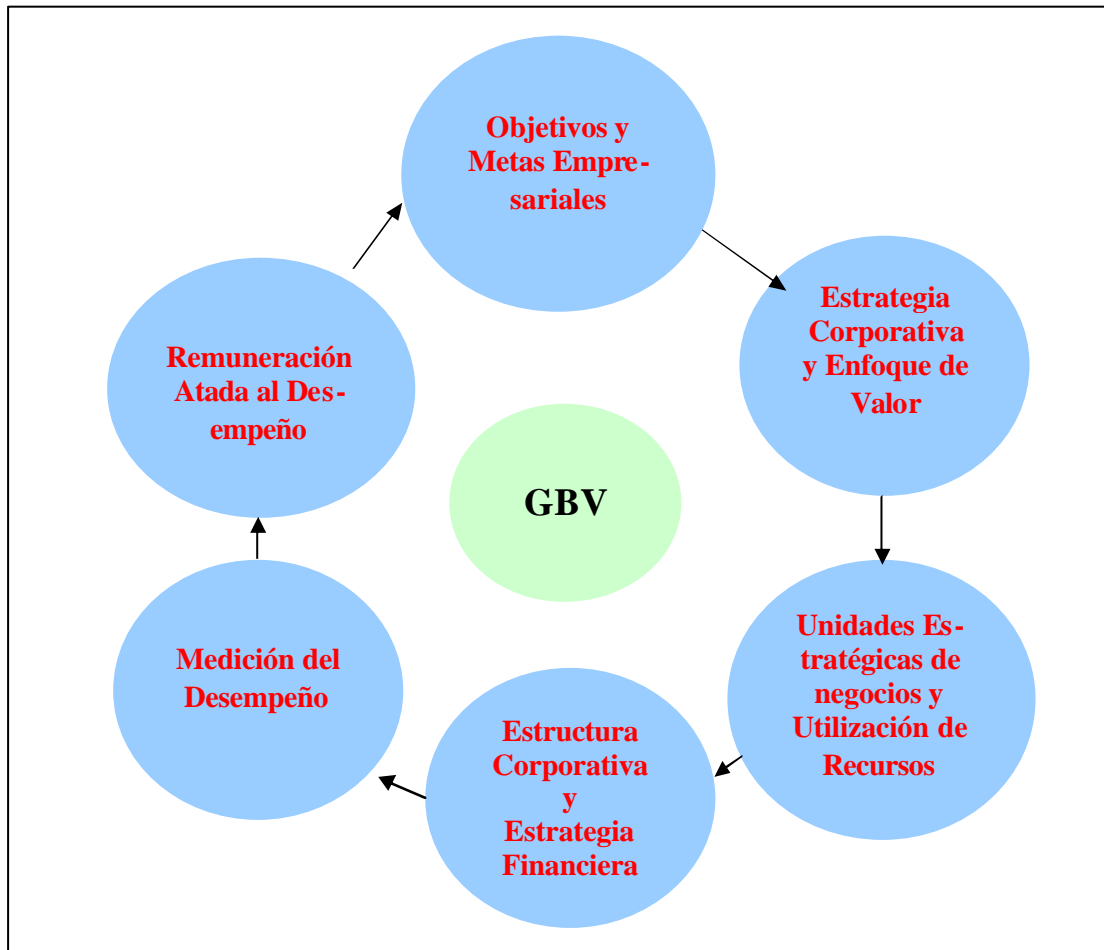 Objetivos y
Metas Empre-
sariales
Estrategia
Corporativa
y Enfoque de
Valor
Unidades Es-
tratégicas de
negocios y
Utilización de
Recursos
Estructura
Corporativa
y
Estrategia
Financiera
Medición del
Desempeño
Remuneración
Atada al Des-
empeño
GBV